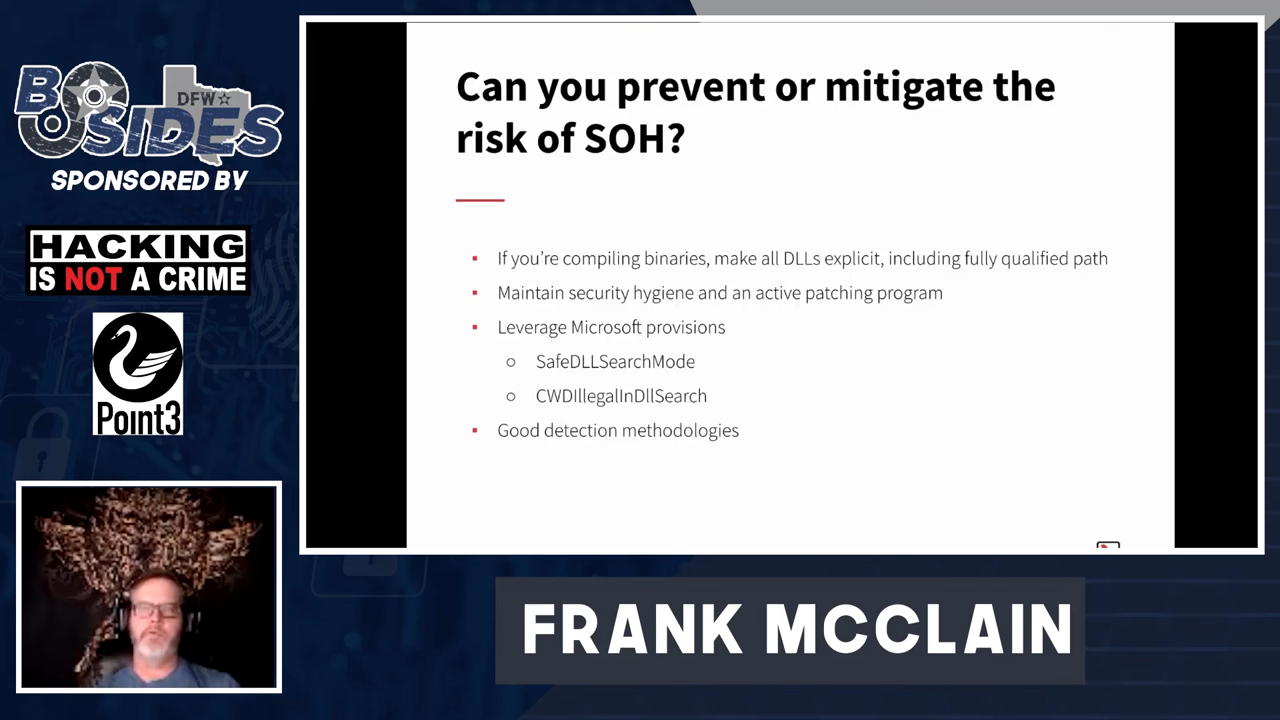 BSIDES
DFW
SPONSORED BY
HACKING
IS NOT A CRIME
Point3
Can you prevent or mitigate the
risk of SOH?
▪ If you’re compiling binaries, make all DLLs explicit, including fully qualified path
▪ Maintain security hygiene and an active patching program
▪ Leverage Microsoft provisions
○ SafeDLLSearchMode
○ CWDIllegalInDllSearch
▪ Good detection methodologies
FRANK MCCLAIN